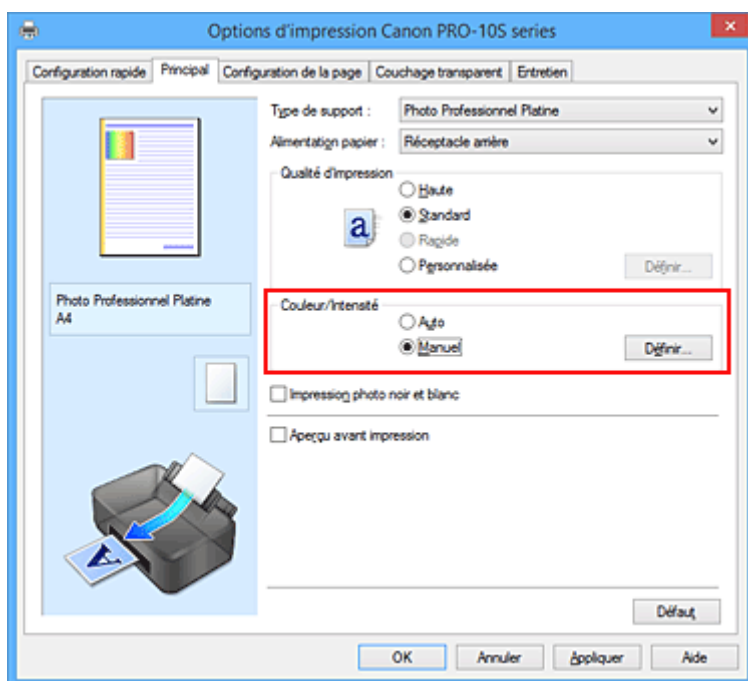 Options d'impression Canon PRO-10S series
Configuration rapide Principal Configuration de la page Couchage transparent Entretien
Type de support : Photo Professionnel Platine
Alimentation papier : Réceptacle arrière
Qualité d'impression
Haute
Standard
Rapide
Personnalisée Définir...
Photo Professionnel Platine
A4
Couleur/Intensité
Auto
Manuel Définir...
Impression photo noir et blanc
Aperçu avant impression
Défaut
OK Annuler Appliquer Aide